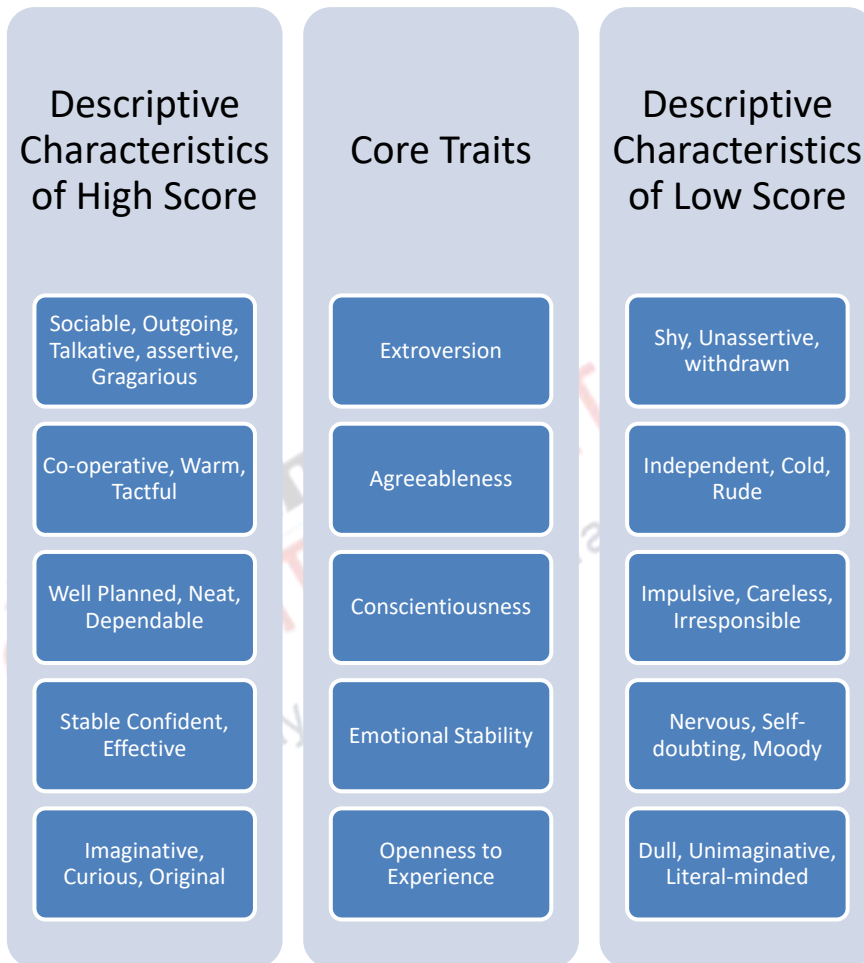 Descriptive
Characteristics
of High Score
Sociable, Outgoing,
Talkative, assertive,
Gragarious
Co-operative, Warm,
Tactful
Well Planned, Neat,
Dependable
Stable Confident,
Effective
Imaginative,
Curious, Original
Core Traits
Extroversion
Agreeableness
Conscientiousness
Emotional Stability
Openness to
Experience
Descriptive
Characteristics
of Low Score
Shy, Unassertive,
withdrawn
Independent, Cold,
Rude
Impulsive, Careless,
Irresponsible
Nervous, Self-
doubting, Moody
Dull, Unimaginative,
Literal-minded